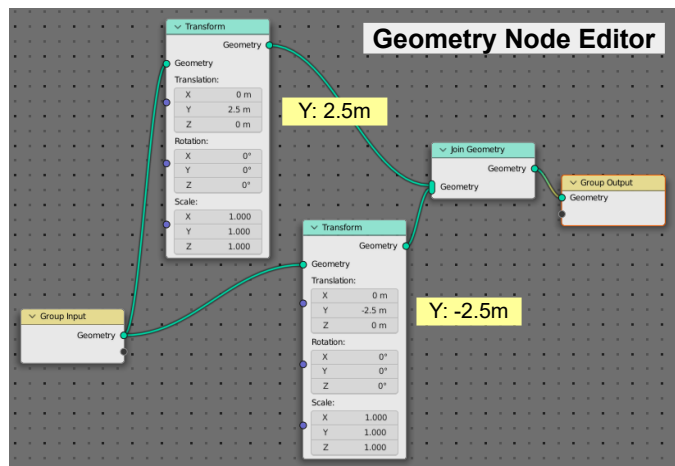 Geometry Node Editor
Transform
Geometry
Geometry
Translation:
X 0 m
Y 2.5 m
Z 0 m
Rotation:
X 0°
Y 0°
Z 0°
Scale:
X 1.000
Y 1.000
Z 1.000
Y: 2.5m
Join Geometry
Geometry
Geometry
Group Output
Geometry
Transform
Geometry
Geometry
Translation:
X 0 m
Y -2.5 m
Z 0 m
Rotation:
X 0°
Y 0°
Z 0°
Scale:
X 1.000
Y 1.000
Z 1.000
Y: -2.5m
Group Input
Geometry